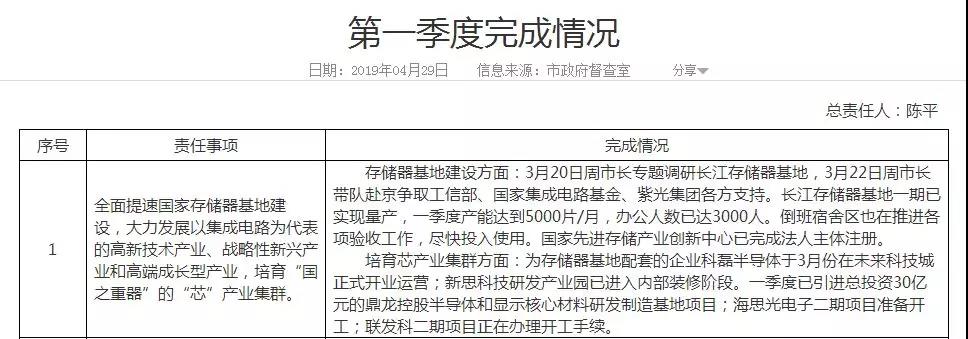 第一季度完成情况
日期：2019年04月29日 信息来源：市政府督查室 分享
总责任人：陈平
序号 责任事项 完成情况
1
全面提速国家存储器基地建
设，大力发展以集成电路为代表
的高新技术产业、战略性新兴产
业和高端成长型产业，培育“国
之重器”的“芯”产业集群。
存储器基地建设方面：3月20日周市长专题调研长江存储器基地，3月22日周市长
带队赴京争取工信部、国家集成电路基金、紫光集团各方支持。长江存储器基地一期已
实现量产，一季度产能达到5000片/月，办公人数已达3000人。倒班宿舍区也在推进各
项验收工作，尽快投入使用。国家先进存储产业创新中心已完成法人主体注册。
培育芯产业集群方面：为存储器基地配套的企业科磊半导体于3月份在未来科技城
正式开业运营；新思科技研发产业园已进入内部装修阶段。一季度已引进总投资30亿
元的鼎龙控股半导体和显示核心材料研发制造基地项目；海思光电子二期项目准备开
工；联发科二期项目正在办理开工手续。